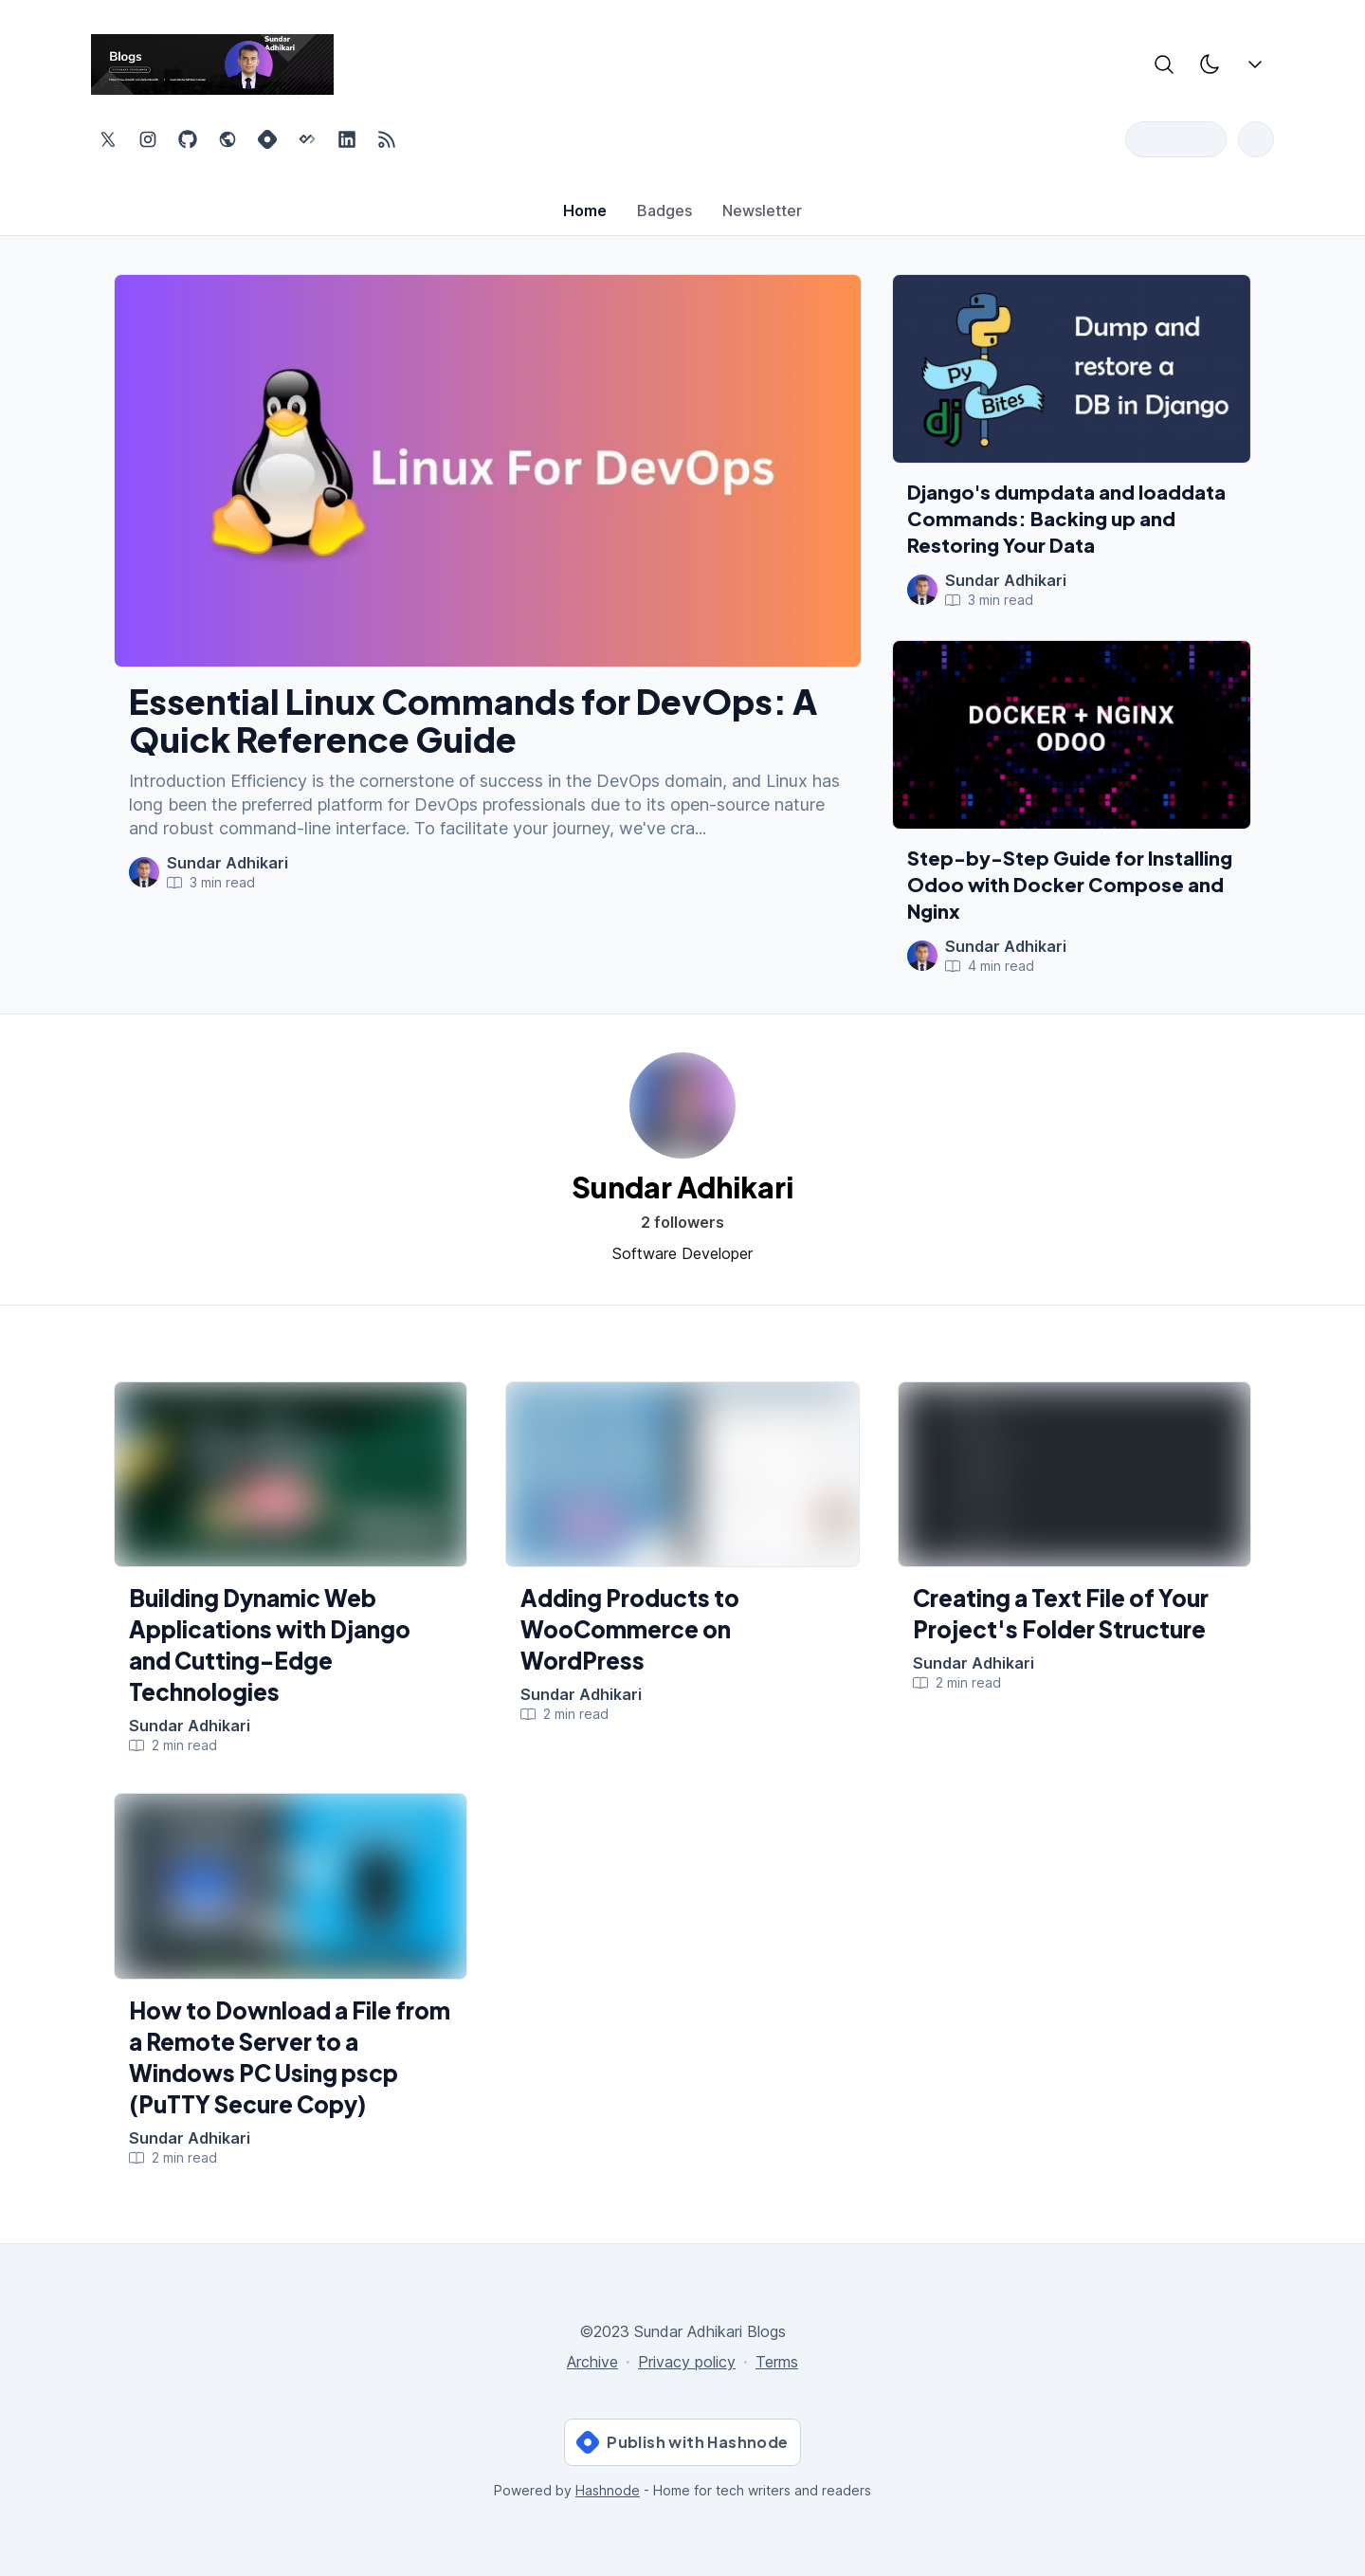 Blogs
Sundar
Adhikari
Home
Badges
Newsletter
Linux For DevOps
Essential Linux Commands for DevOps: A
Quick Reference Guide
Introduction Efficiency is the cornerstone of success in the DevOps domain, and Linux has
long been the preferred platform for DevOps professionals due to its open-source nature
and robust command-line interface. To facilitate your journey, we've cra...
Sundar Adhikari
3 min read
Py
Bites
dj
Dump and
restore a
DB in Django
Django's dumpdata and loaddata
Commands: Backing up and
Restoring Your Data
Sundar Adhikari
3 min read
DOCKER + NGINX
ODOO
Step-by-Step Guide for Installing
Odoo with Docker Compose and
Nginx
Sundar Adhikari
4 min read
Sundar Adhikari
2 followers
Software Developer
Building Dynamic Web
Applications with Django
and Cutting-Edge
Technologies
Sundar Adhikari
2 min read
Adding Products to
WooCommerce on
WordPress
Sundar Adhikari
2 min read
Creating a Text File of Your
Project's Folder Structure
Sundar Adhikari
2 min read
How to Download a File from
a Remote Server to a
Windows PC Using pscp
(PuTTY Secure Copy)
Sundar Adhikari
2 min read
©2023 Sundar Adhikari Blogs
Archive · Privacy policy · Terms
Publish with Hashnode
Powered by Hashnode - Home for tech writers and readers